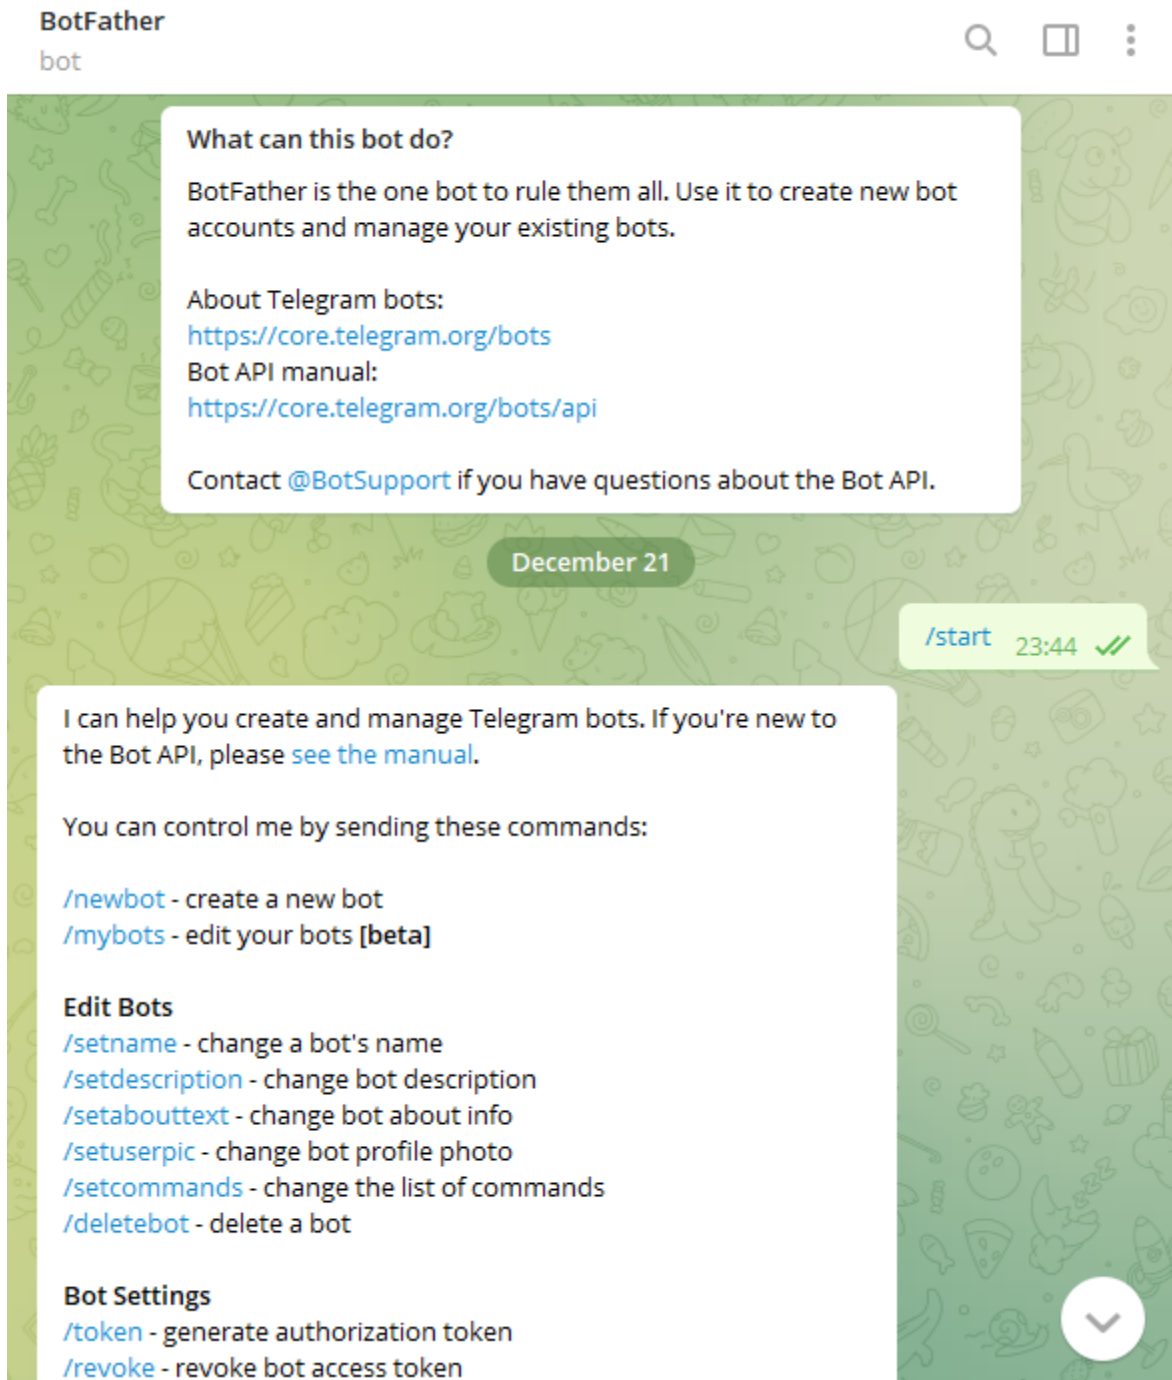 BotFather
bot
What can this bot do?
BotFather is the one bot to rule them all. Use it to create new bot
accounts and manage your existing bots.
About Telegram bots:
https://core.telegram.org/bots
Bot API manual:
https://core.telegram.org/bots/api
Contact @BotSupport if you have questions about the Bot API.
December 21
/start 23:44
I can help you create and manage Telegram bots. If you're new to
the Bot API, please see the manual.
You can control me by sending these commands:
/newbot - create a new bot
/mybots - edit your bots [beta]
Edit Bots
/setname - change a bot's name
/setdescription - change bot description
/setabouttext - change bot about info
/setuserpic - change bot profile photo
/setcommands - change the list of commands
/deletebot - delete a bot
Bot Settings
/token - generate authorization token
/revoke - revoke bot access token